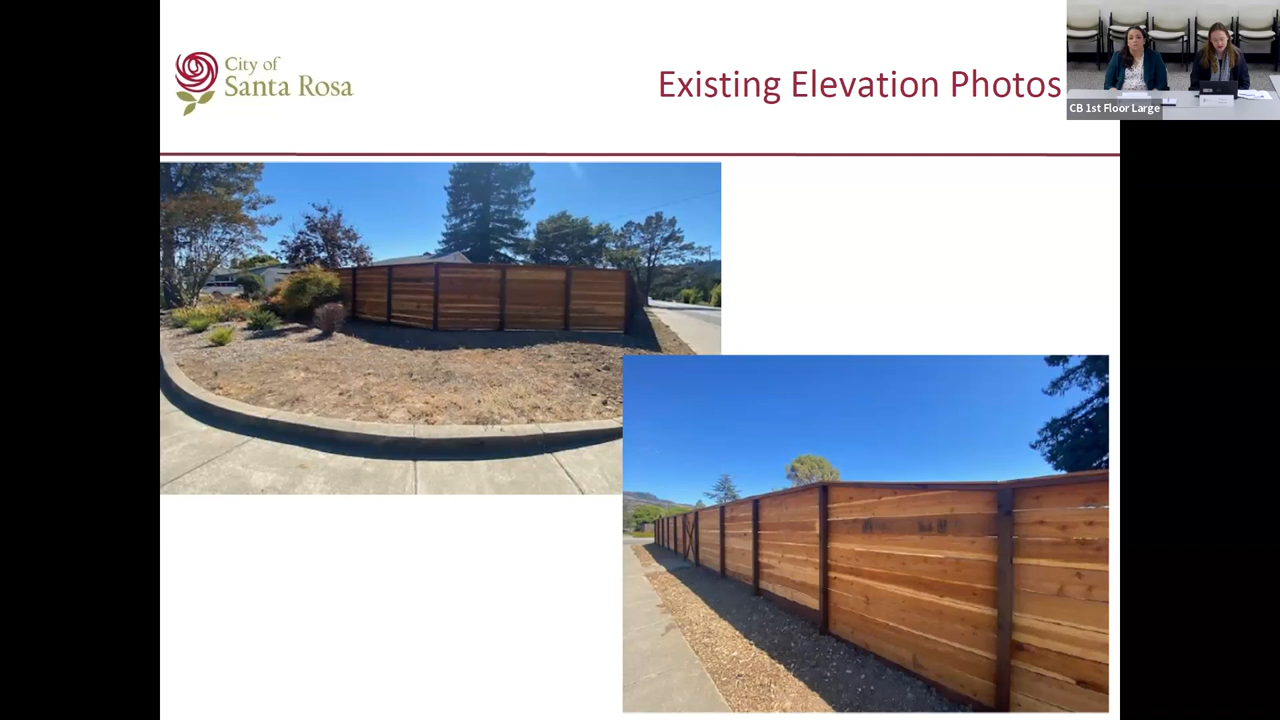 City of
Santa Rosa
Existing Elevation Photos
CB 1st Floor Large